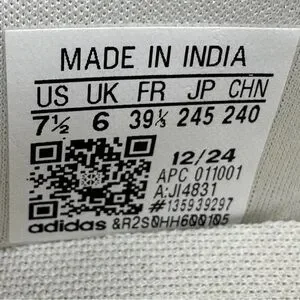 MADE IN INDIA
US UK FR JP CHN
7½ 6 39⅓ 245 240
12/24
APC 011001
A:JI4831
#135939297
adidas &R2S0HH600105